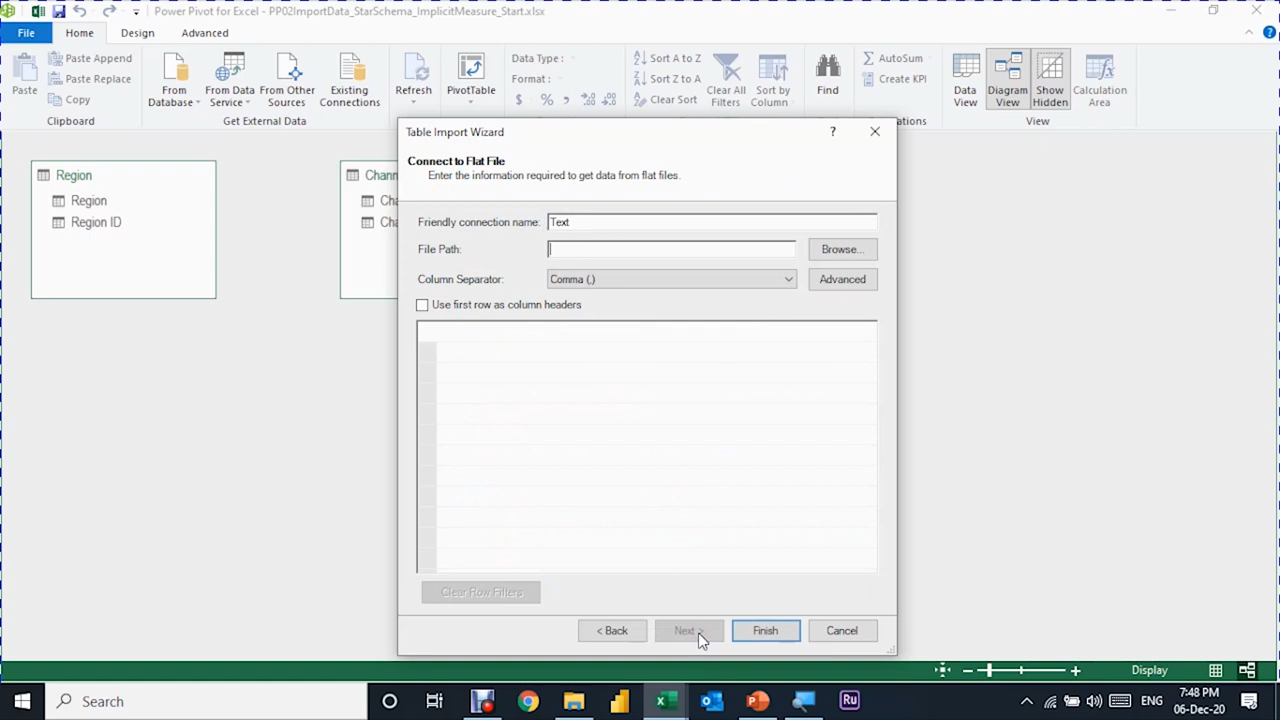 Power Pivot for Excel - PP02ImportData_StarSchema_ImplicitMeasure_Start.xlsx
File
Home
Design
Advanced
Paste
Paste Append
Paste Replace
Copy
Clipboard
From Database
From Data Service
From Other Sources
Existing Connections
Get External Data
Refresh
PivotTable
Data Type :
Format :
$ % ,
Sort A to Z
Sort Z to A
Clear Sort
Clear All Filters
Sort by Column
Find
AutoSum
Create KPI
ations
Data View
Diagram View
Show Hidden
Calculation Area
View
Region
Region
Region ID
Chann
Cha
Cha
Table Import Wizard
?
Connect to Flat File
Enter the information required to get data from flat files.
Friendly connection name: Text
File Path:
Browse...
Column Separator: Comma (,)
Advanced
Use first row as column headers
Clear Row Filters
< Back
Next >
Finish
Cancel
Display
Search
Ru
ENG
7:48 PM
06-Dec-20